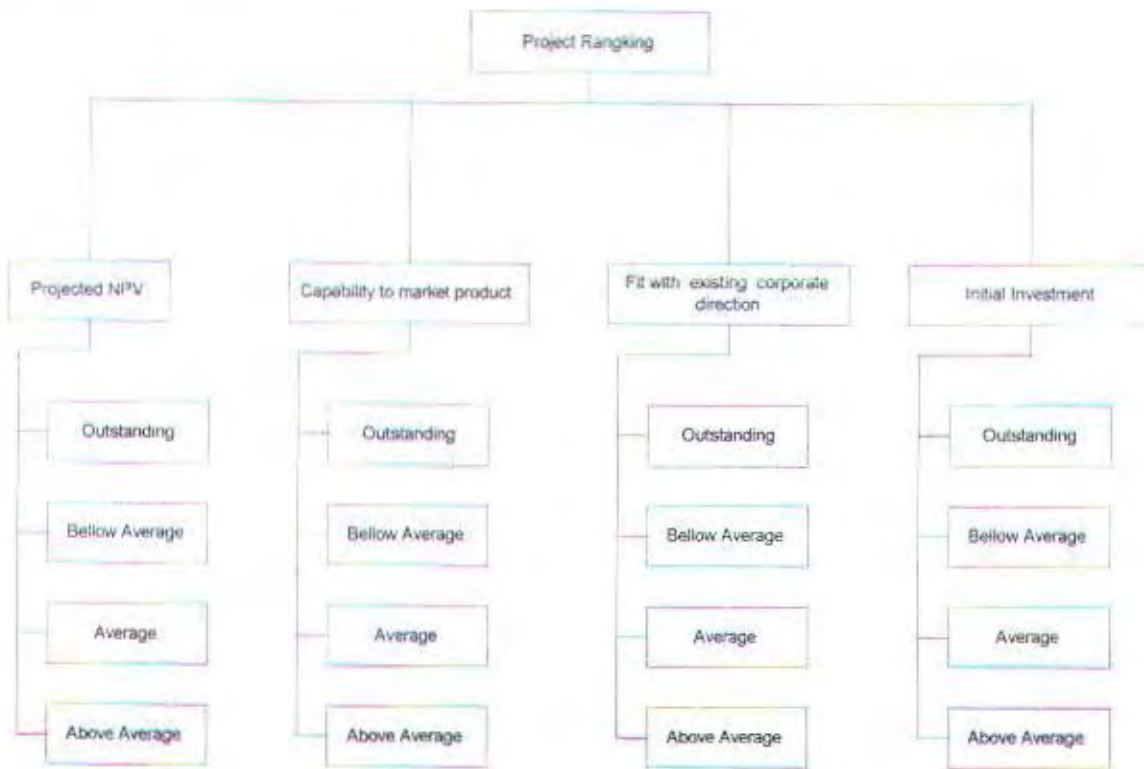 Project Rangking
Projected NPV
Capability to market product
Fit with existing corporate
direction
Initial Investment
Outstanding
Outstanding
Outstanding
Outstanding
Bellow Average
Bellow Average
Bellow Average
Bellow Average
Average
Average
Average
Average
Above Average
Above Average
Above Average
Above Average